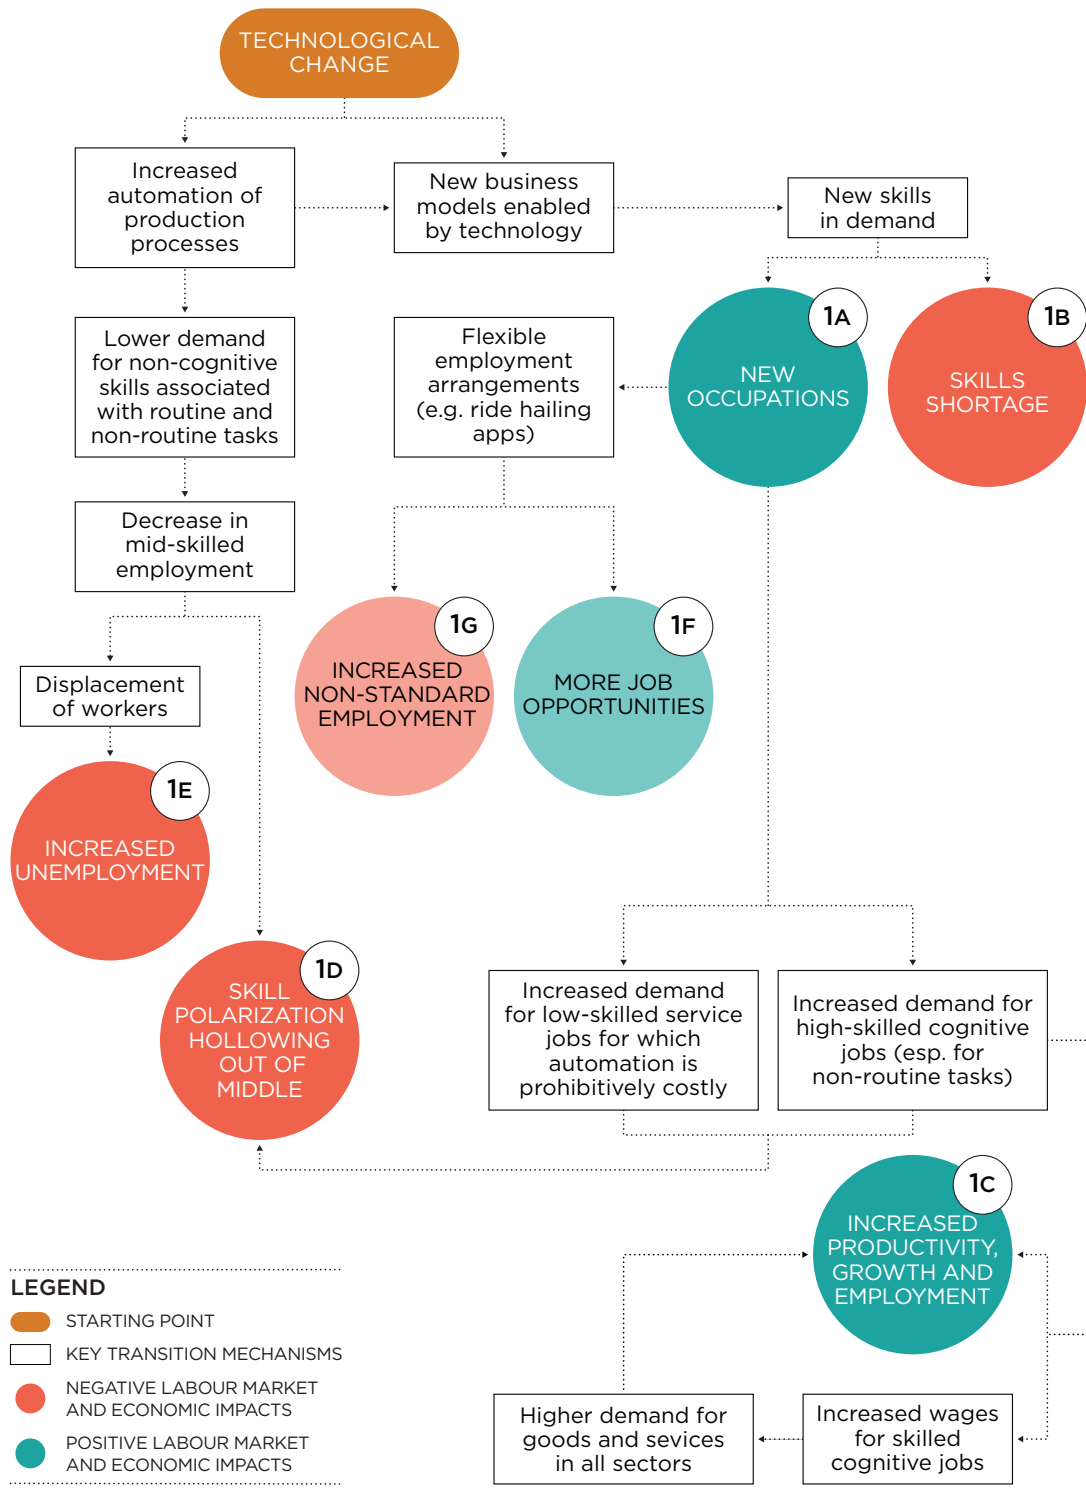 TECHNOLOGICAL
CHANGE
Increased
automation of
production
processes
New business
models enabled
by technology
New skills
in demand
Lower demand
for non-cognitive
skills associated
with routine and
non-routine tasks
Flexible
employment
arrangements
(e.g. ride hailing
apps)
1A
NEW
OCCUPATIONS
1B
SKILLS
SHORTAGE
Decrease in
mid-skilled
employment
1G
INCREASED
NON-STANDARD
EMPLOYMENT
1F
MORE JOB
OPPORTUNITIES
Displacement
of workers
1E
INCREASED
UNEMPLOYMENT
1D
SKILL
POLARIZATION
HOLLOWING
OUT OF
MIDDLE
Increased demand
for low-skilled service
jobs for which
automation is
prohibitively costly
Increased demand for
high-skilled cognitive
jobs (esp. for
non-routine tasks)
1C
INCREASED
PRODUCTIVITY,
GROWTH AND
EMPLOYMENT
Higher demand for
goods and sevices
in all sectors
Increased wages
for skilled
cognitive jobs
LEGEND
STARTING POINT
KEY TRANSITION MECHANISMS
NEGATIVE LABOUR MARKET
AND ECONOMIC IMPACTS
POSITIVE LABOUR MARKET
AND ECONOMIC IMPACTS